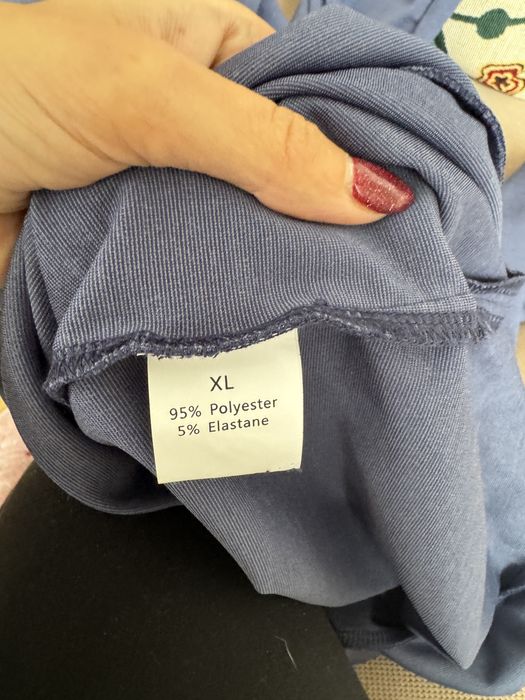 XL
95% Polyester
5% Elastane